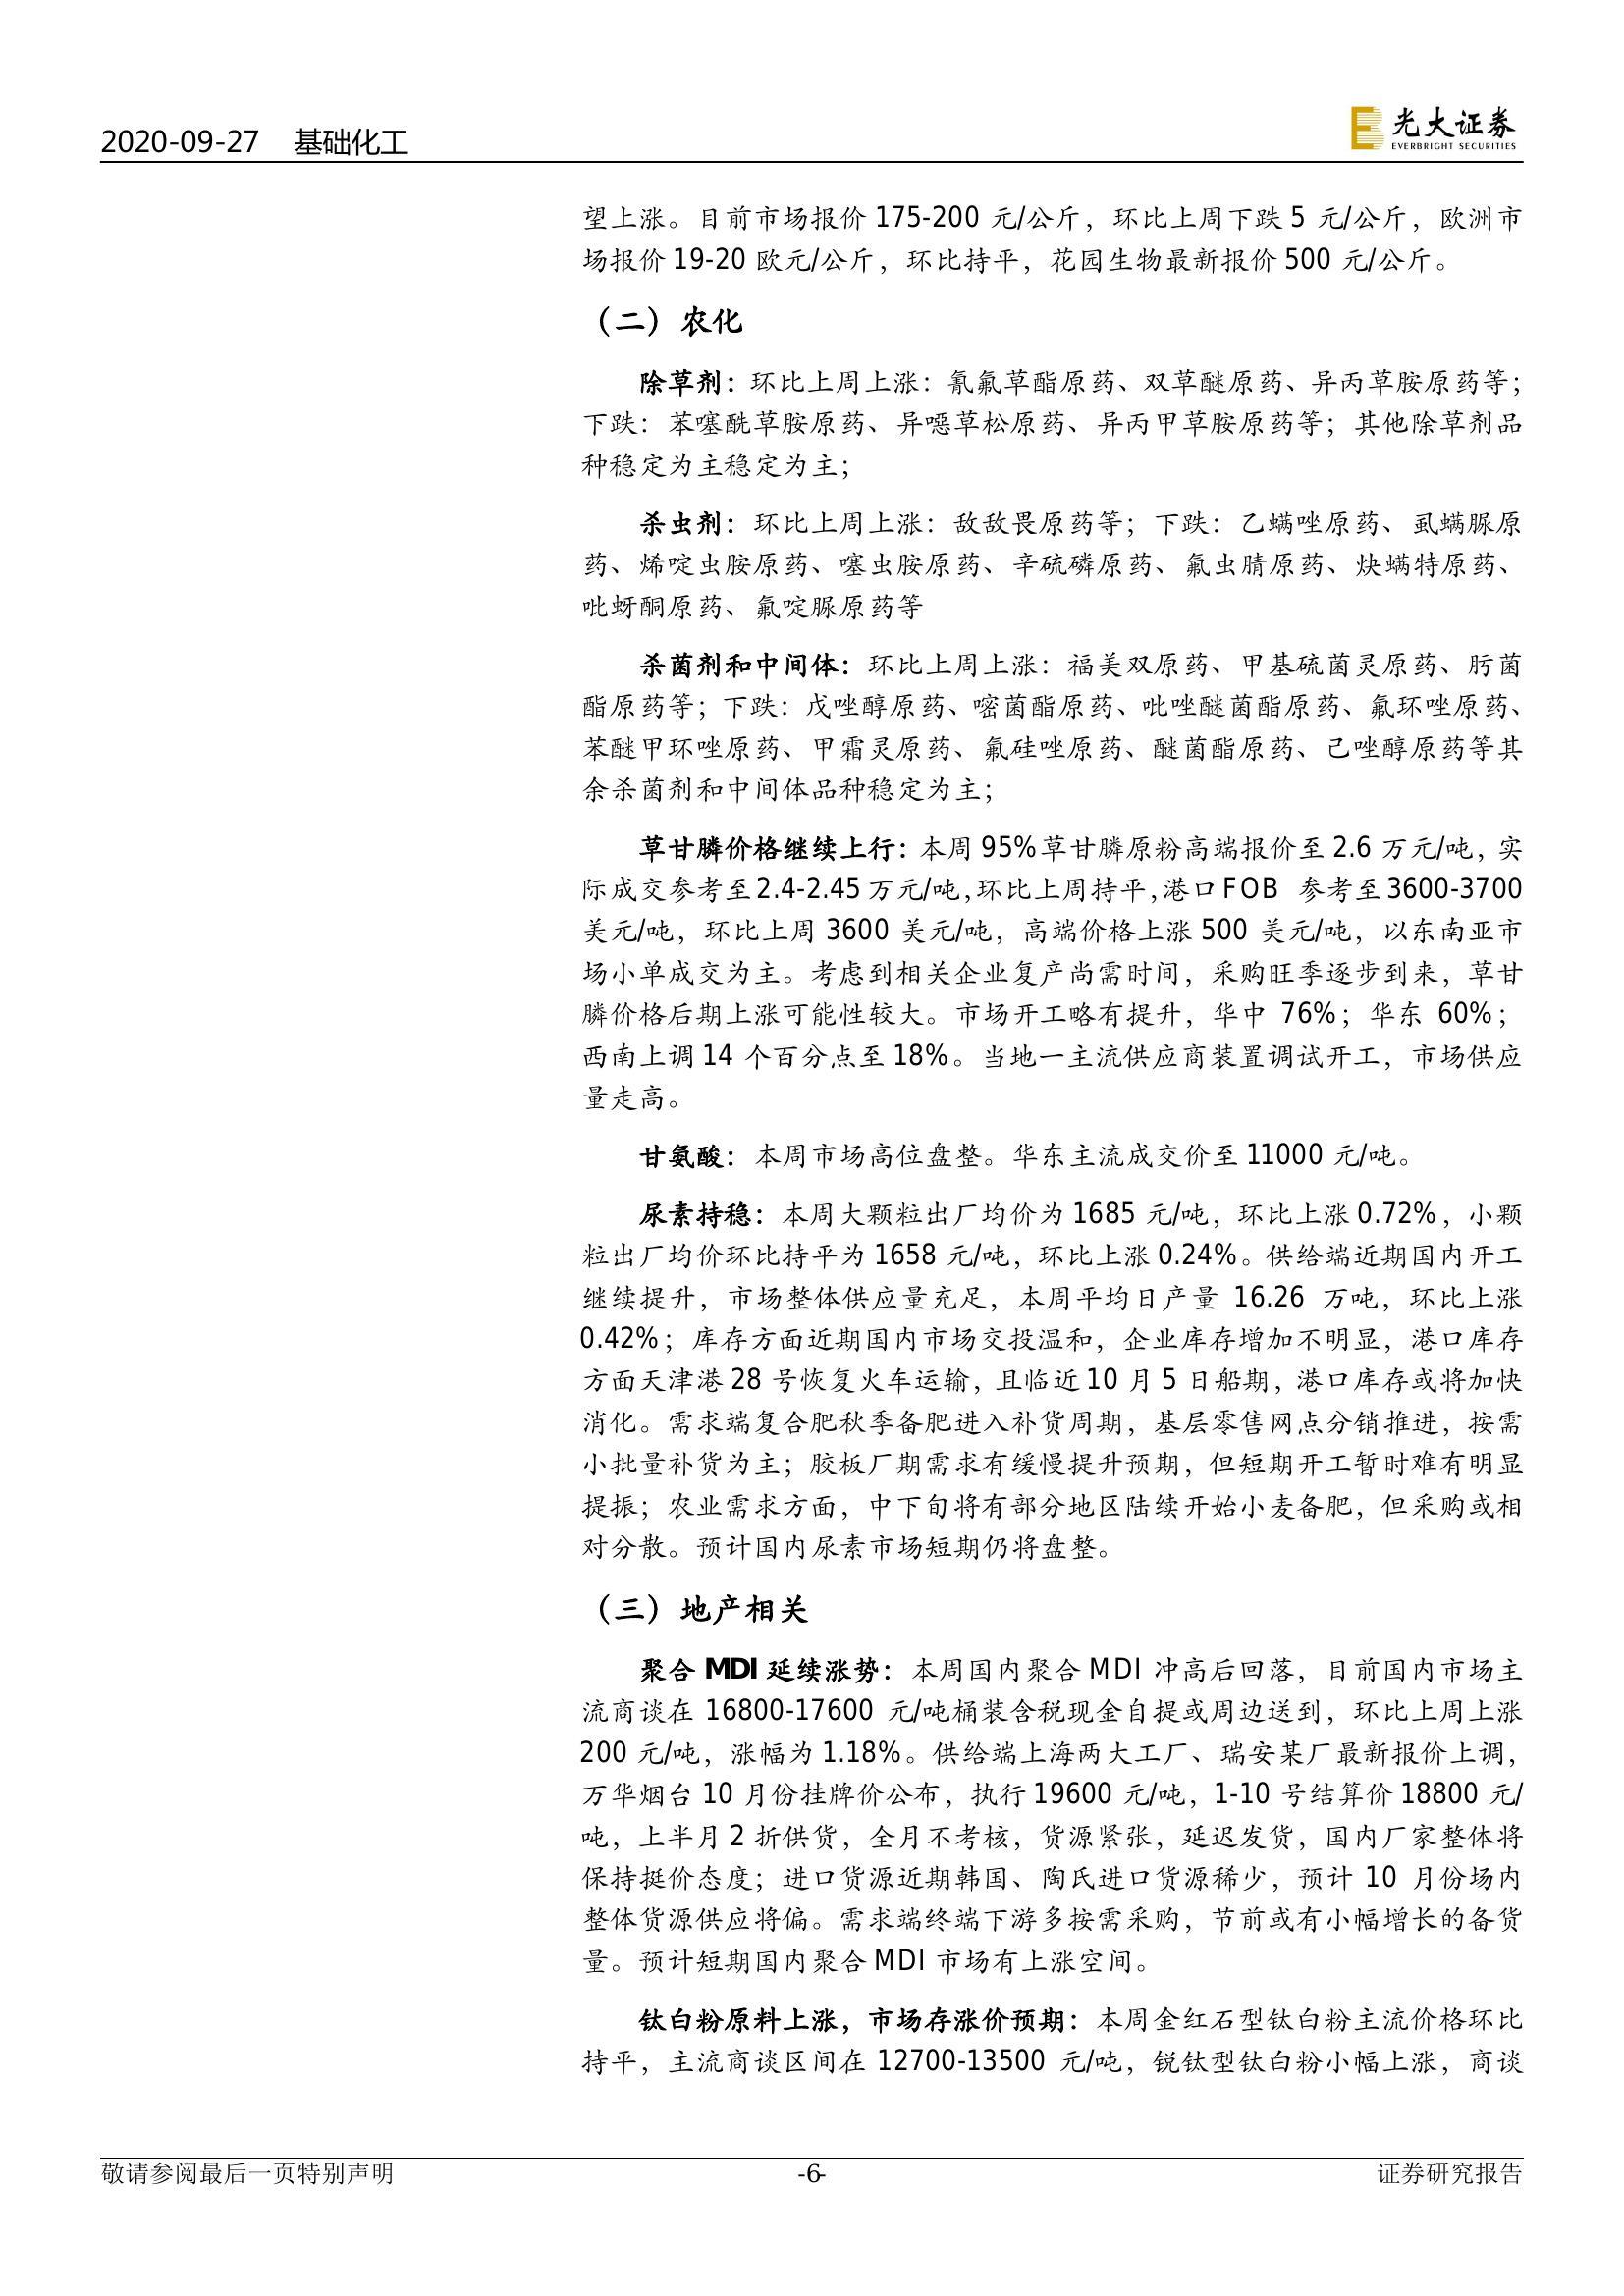 2020-09-27 基础化工
光大证券
EVERBRIGHT SECURITIES
望上涨。目前市场报价 175-200 元/公斤，环比上周下跌 5 元/公斤，欧洲市
场报价 19-20 欧元/公斤，环比持平，花园生物最新报价 500 元/公斤。
（二）农化
除草剂：环比上周上涨：氰氟草酯原药、双草醚原药、异丙草胺原药等；
下跌：苯噻酰草胺原药、异噁草松原药、异丙甲草胺原药等；其他除草剂品
种稳定为主稳定为主；
杀虫剂：环比上周上涨：敌敌畏原药等；下跌：乙螨唑原药、虱螨脲原
药、烯啶虫胺原药、噻虫胺原药、辛硫磷原药、氟虫腈原药、炔螨特原药、
吡蚜酮原药、氟啶脲原药等
杀菌剂和中间体：环比上周上涨：福美双原药、甲基硫菌灵原药、肟菌
酯原药等；下跌：戊唑醇原药、嘧菌酯原药、吡唑醚菌酯原药、氟环唑原药、
苯醚甲环唑原药、甲霜灵原药、氟硅唑原药、醚菌酯原药、己唑醇原药等其
余杀菌剂和中间体品种稳定为主；
草甘膦价格继续上行：本周 95%草甘膦原粉高端报价至 2.6 万元/吨，实
际成交参考至 2.4-2.45 万元/吨，环比上周持平，港口 FOB 参考至 3600-3700
美元/吨，环比上周 3600 美元/吨，高端价格上涨 500 美元/吨，以东南亚市
场小单成交为主。考虑到相关企业复产尚需时间，采购旺季逐步到来，草甘
膦价格后期上涨可能性较大。市场开工略有提升，华中 76%；华东 60%；
西南上调 14 个百分点至 18%。当地一主流供应商装置调试开工，市场供应
量走高。
甘氨酸：本周市场高位盘整。华东主流成交价至 11000 元/吨。
尿素持稳：本周大颗粒出厂均价为 1685 元/吨，环比上涨 0.72%，小颗
粒出厂均价环比持平为 1658 元/吨，环比上涨 0.24%。供给端近期国内开工
继续提升，市场整体供应量充足，本周平均日产量 16.26 万吨，环比上涨
0.42%；库存方面近期国内市场交投温和，企业库存增加不明显，港口库存
方面天津港 28 号恢复火车运输，且临近 10 月 5 日船期，港口库存或将加快
消化。需求端复合肥秋季备肥进入补货周期，基层零售网点分销推进，按需
小批量补货为主；胶板厂期需求有缓慢提升预期，但短期开工暂时难有明显
提振；农业需求方面，中下旬将有部分地区陆续开始小麦备肥，但采购或相
对分散。预计国内尿素市场短期仍将盘整。
（三）地产相关
聚合 MDI 延续涨势：本周国内聚合 MDI 冲高后回落，目前国内市场主
流商谈在 16800-17600 元/吨桶装含税现金自提或周边送到，环比上周上涨
200 元/吨，涨幅为 1.18%。供给端上海两大工厂、瑞安某厂最新报价上调，
万华烟台 10 月份挂牌价公布，执行 19600 元/吨，1-10 号结算价 18800 元/
吨，上半月 2 折供货，全月不考核，货源紧张，延迟发货，国内厂家整体将
保持挺价态度；进口货源近期韩国、陶氏进口货源稀少，预计 10 月份场内
整体货源供应将偏。需求端终端下游多按需采购，节前或有小幅增长的备货
量。预计短期国内聚合 MDI 市场有上涨空间。
钛白粉原料上涨，市场存涨价预期：本周金红石型钛白粉主流价格环比
持平，主流商谈区间在 12700-13500 元/吨，锐钛型钛白粉小幅上涨，商谈
敬请参阅最后一页特别声明
-6-
证券研究报告